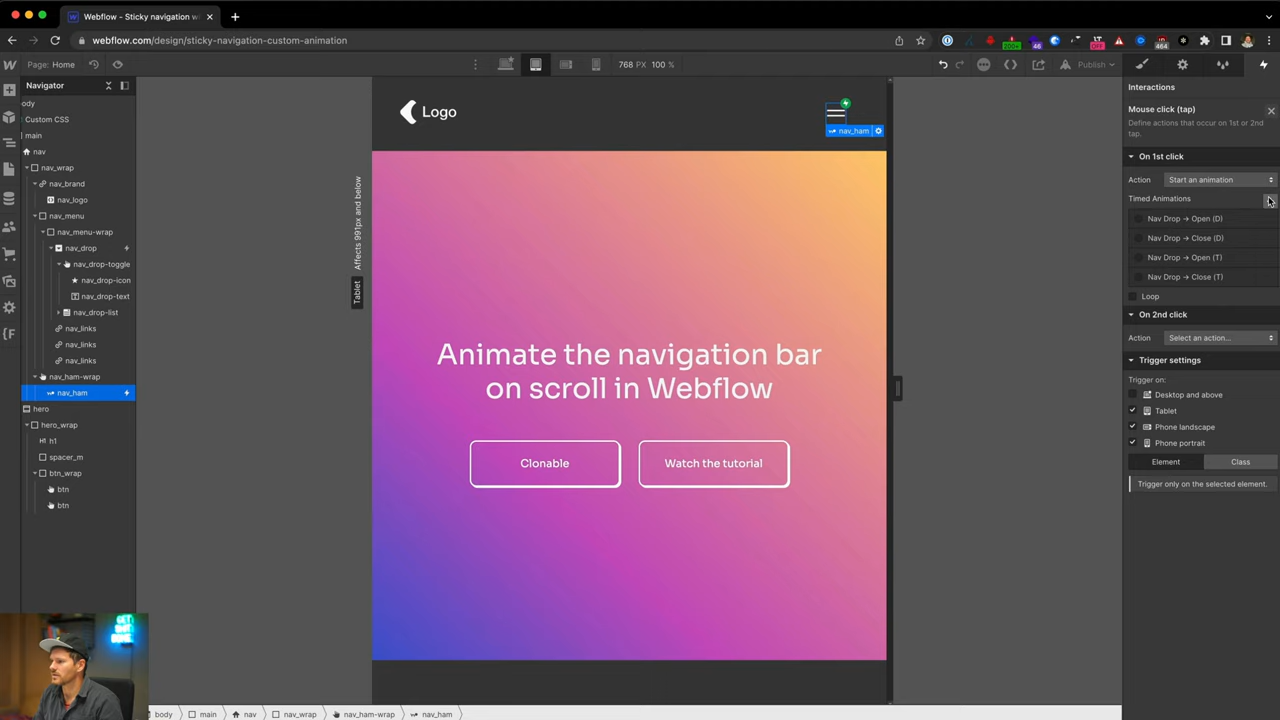 Webflow - Sticky navigation w
webflow.com/design/sticky-navigation-custom-animation
200+
46
OFF
464
Page: Home
768 PX 100 %
Publish
Navigator
ody
Custom CSS
main
nav
nav_wrap
nav_brand
nav_logo
nav_menu
nav_menu-wrap
nav_drop
nav_drop-toggle
nav_drop-icon
nav_drop-text
nav_drop-list
nav_links
nav_links
nav_links
nav_ham-wrap
nav_ham
hero
hero_wrap
h1
spacer_m
btn_wrap
btn
btn
Affects 991px and below
Tablet
Logo
nav_ham
Animate the navigation bar
on scroll in Webflow
Clonable
Watch the tutorial
Interactions
Mouse click (tap)
Define actions that occur on 1st or 2nd
tap.
On 1st click
Action
Start an animation
Timed Animations
Nav Drop → Open (D)
Nav Drop → Close (D)
Nav Drop → Open (T)
Nav Drop → Close (T)
Loop
On 2nd click
Action
Select an action...
Trigger settings
Trigger on:
Desktop and above
Tablet
Phone landscape
Phone portrait
Element
Class
Trigger only on the selected element.
body
main
nav
nav_wrap
nav_ham-wrap
nav_ham